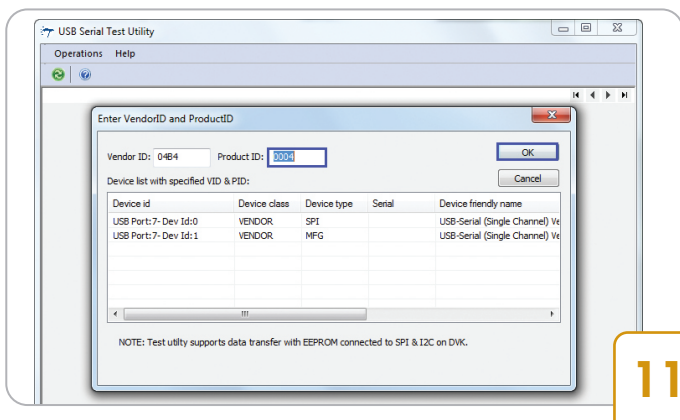 USB Serial Test Utility
Operations Help
Enter VendorID and ProductID
Vendor ID: 04B4 Product ID: 0004 OK
Device list with specified VID & PID: Cancel
Device id Device class Device type Serial Device friendly name
USB Port:7- Dev Id:0 VENDOR SPI USB-Serial (Single Channel) Ve
USB Port:7- Dev Id:1 VENDOR MFG USB-Serial (Single Channel) Ve
NOTE: Test utilty supports data transfer with EEPROM connected to SPI & I2C on DVK.
11